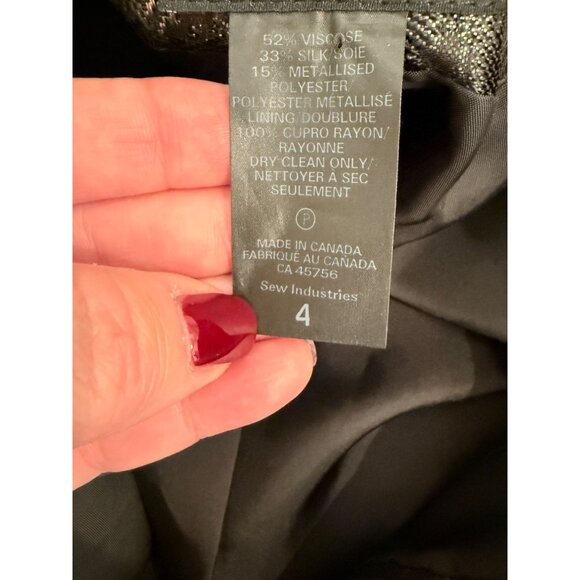 52% VISCOSE
33% SILK/SOIE
15% METALLISED
POLYESTER/
POLYESTER MÉTALLISÉ
LINING/DOUBLURE
100% CUPRO RAYON/
RAYONNE
DRY CLEAN ONLY/
NETTOYER À SEC
SEULEMENT
P
MADE IN CANADA
FABRIQUÉ AU CANADA
CA 45756
Sew Industries
4